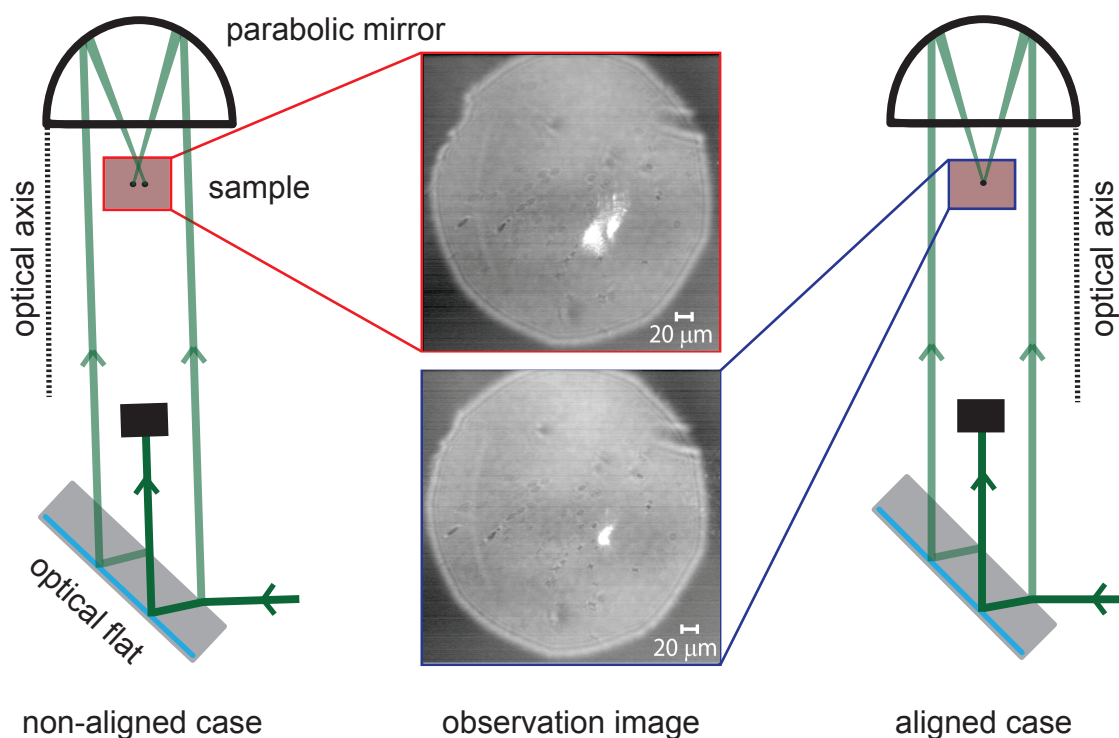 parabolic mirror
sample
optical axis
optical axis
20 μm
20 μm
optical flat
non-aligned case
observation image
aligned case